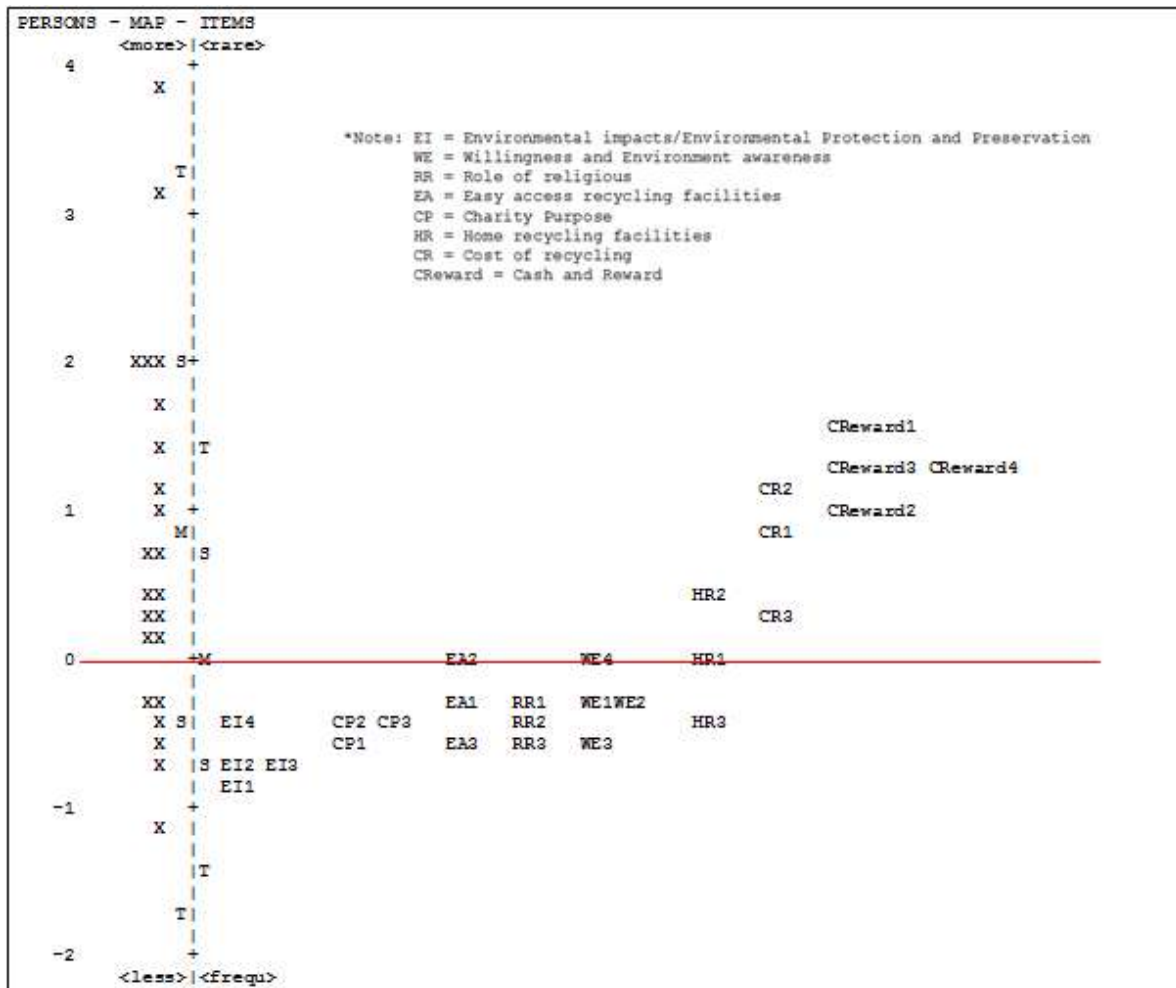 PERSONS - MAP - ITEMS
<more>|<rare>
4 +
X |
|
|
*Note: EI = Environmental impacts/Environmental Protection and Preservation
WE = Willingness and Environment awareness
T| RR = Role of religious
X | EA = Easy access recycling facilities
3 + CP = Charity Purpose
| HR = Home recycling facilities
| CR = Cost of recycling
| CReward = Cash and Reward
|
|
2 XXX S+
|
X |
| CReward1
X |T
| CReward3 CReward4
X | CR2
1 X + CReward2
M| CR1
XX |S
|
XX | HR2
XX | CR3
XX |
0 +M EA2 WE4 HR1
|
XX | EA1 RR1 WE1WE2
X S| EI4 CP2 CP3 RR2 HR3
X | CP1 EA3 RR3 WE3
X |S EI2 EI3
| EI1
-1 +
X |
|
|T
|
T|
|
-2 +
<less>|<frequ>